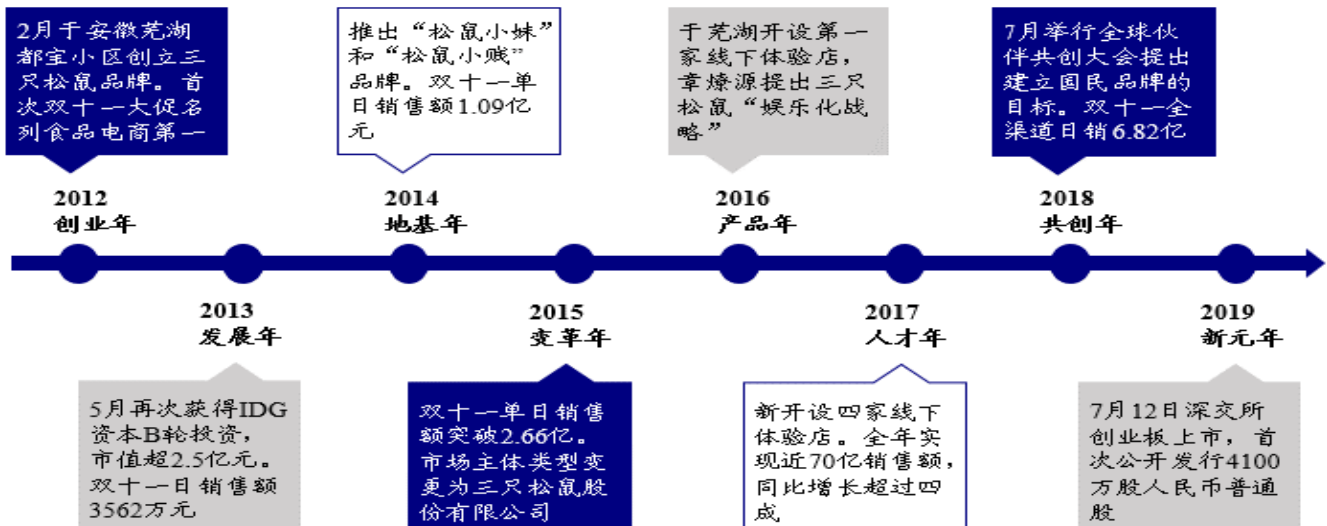 2月于安徽芜湖
都宝小区创立三
只松鼠品牌。首
次双十一大促名
列食品电商第一
推出“松鼠小妹”
和“松鼠小贱”
品牌。双十一单
日销售额1.09亿
元
于芜湖开设第一
家线下体验店，
章燎源提出三只
松鼠“娱乐化战
略”
7月举行全球伙
伴共创大会提出
建立国民品牌的
目标。双十一全
渠道日销6.82亿
2012
创业年
2014
地基年
2016
产品年
2018
共创年
2013
发展年
2015
变革年
2017
人才年
2019
新元年
5月再次获得IDG
资本B轮投资，
市值超2.5亿元。
双十一日销售额
3562万元
双十一单日销售
额突破2.66亿。
市场主体类型变
更为三只松鼠股
份有限公司
新开设四家线下
体验店。全年实
现近70亿销售额，
同比增长超过四
成
7月12日深交所
创业板上市，首
次公开发行4100
万股人民币普通
股